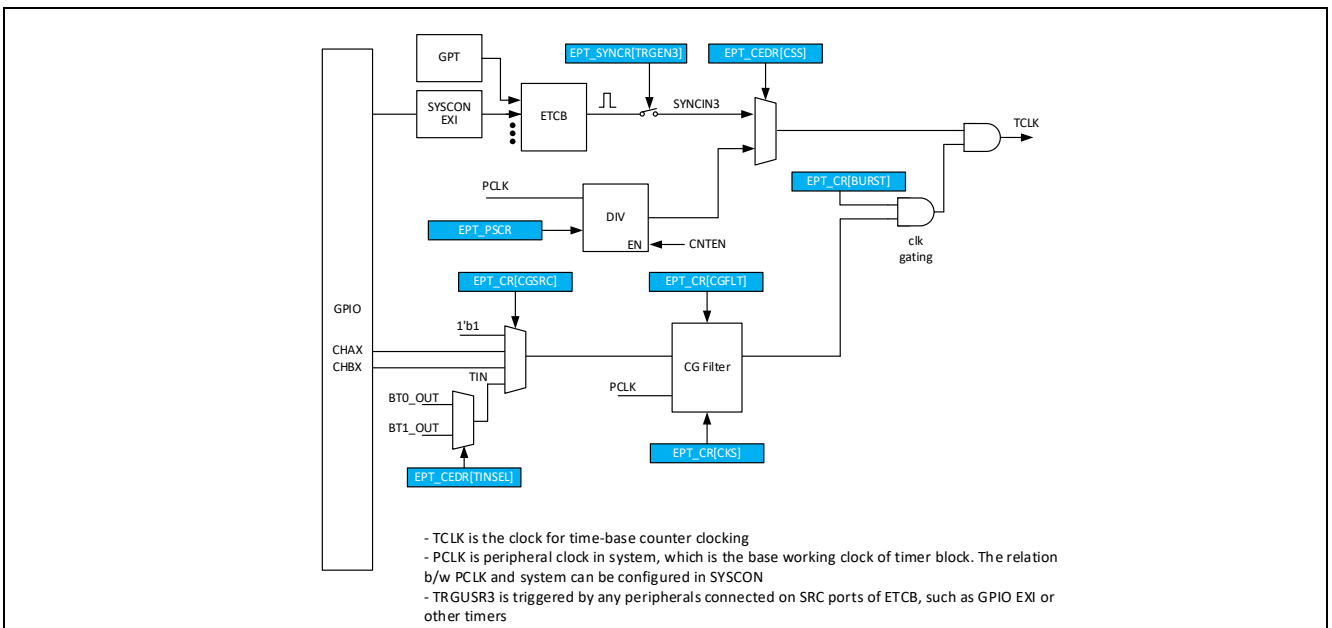 GPT
EPT_SYNCR[TRGEN3]
EPT_CEDR[CSS]
SYSCON
EXI
ETCB
SYNCIN3
TCLK
EPT_CR[BURST]
PCLK
DIV
EPT_PSCR
EN
CNTEN
clk
gating
EPT_CR[CGSRC]
EPT_CR[CGFLT]
GPIO
1'b1
CHAX
CHBX
TIN
CG Filter
PCLK
BT0_OUT
BT1_OUT
EPT_CR[CKS]
EPT_CEDR[TINSEL]
- TCLK is the clock for time-base counter clocking
- PCLK is peripheral clock in system, which is the base working clock of timer block. The relation
b/w PCLK and system can be configured in SYSCON
- TRGUSR3 is triggered by any peripherals connected on SRC ports of ETCB, such as GPIO EXI or
other timers